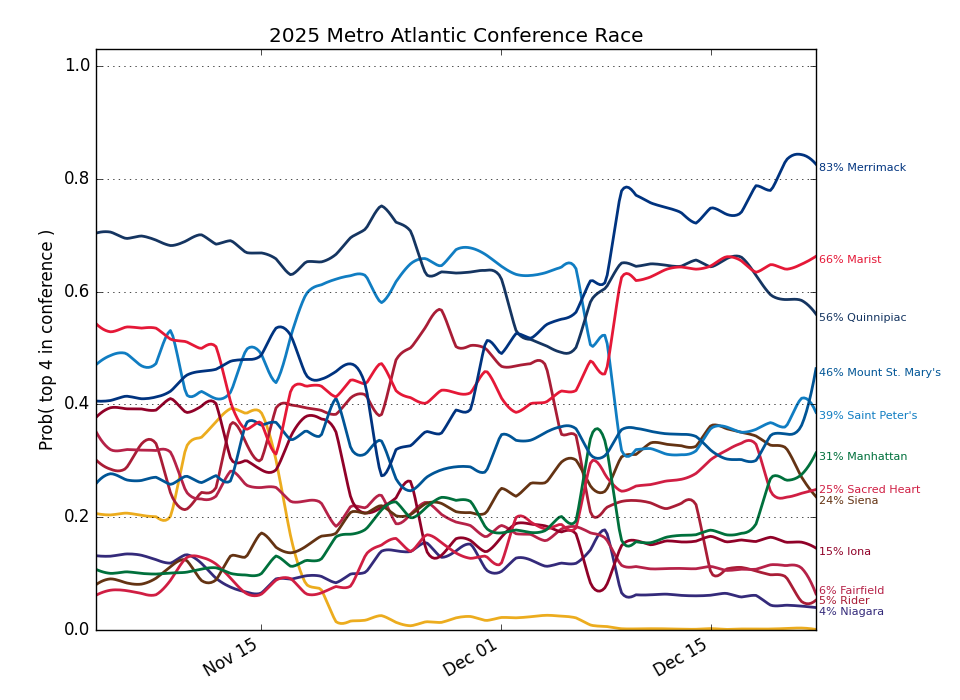 2025 Metro Atlantic Conference Race
Prob( top 4 in conference )
1.0
0.8
0.6
0.4
0.2
0.0
Nov 15
Dec 01
Dec 15
83% Merrimack
66% Marist
56% Quinnipiac
46% Mount St. Mary's
39% Saint Peter's
31% Manhattan
25% Sacred Heart
24% Siena
15% Iona
6% Fairfield
5% Rider
4% Niagara